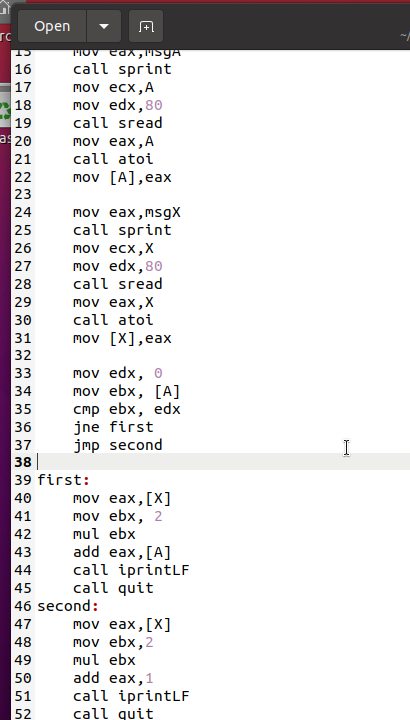 Open
15 mov eax,msgA
16 call sprint
17 mov ecx,A
18 mov edx,80
19 call sread
20 mov eax,A
21 call atoi
22 mov [A],eax
23
24 mov eax,msgX
25 call sprint
26 mov ecx,X
27 mov edx,80
28 call sread
29 mov eax,X
30 call atoi
31 mov [X],eax
32
33 mov edx, 0
34 mov ebx, [A]
35 cmp ebx, edx
36 jne first
37 jmp second
38
39 first:
40 mov eax,[X]
41 mov ebx, 2
42 mul ebx
43 add eax,[A]
44 call iprintLF
45 call quit
46 second:
47 mov eax,[X]
48 mov ebx,2
49 mul ebx
50 add eax,1
51 call iprintLF
52 call quit